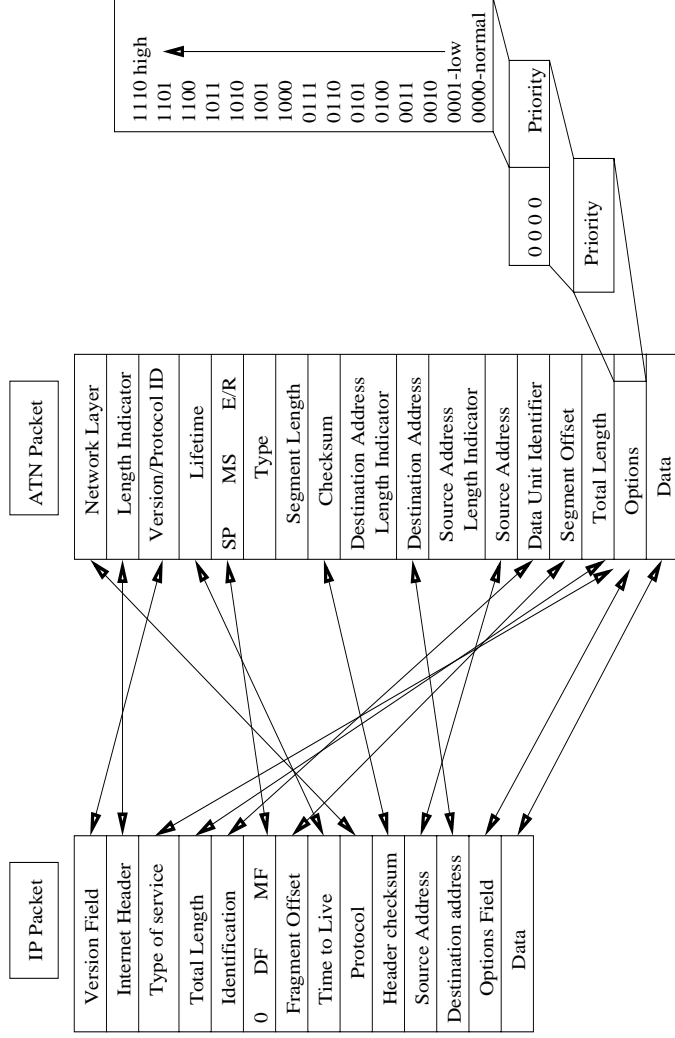 IP Packet
Version Field
Internet Header
Type of service
Total Length
Identification
0 DF MF
Fragment Offset
Time to Live
Protocol
Header checksum
Source Address
Destination address
Options Field
Data
ATN Packet
Network Layer
Length Indicator
Version/Protocol ID
Lifetime
SP MS E/R
Type
Segment Length
Checksum
Destination Address
Length Indicator
Destination Address
Source Address
Length Indicator
Source Address
Data Unit Identifier
Segment Offset
Total Length
Options
Data
Priority
0 0 0 0
Priority
1110 high
1101
1100
1011
1010
1001
1000
0111
0110
0101
0100
0011
0010
0001-low
0000-normal